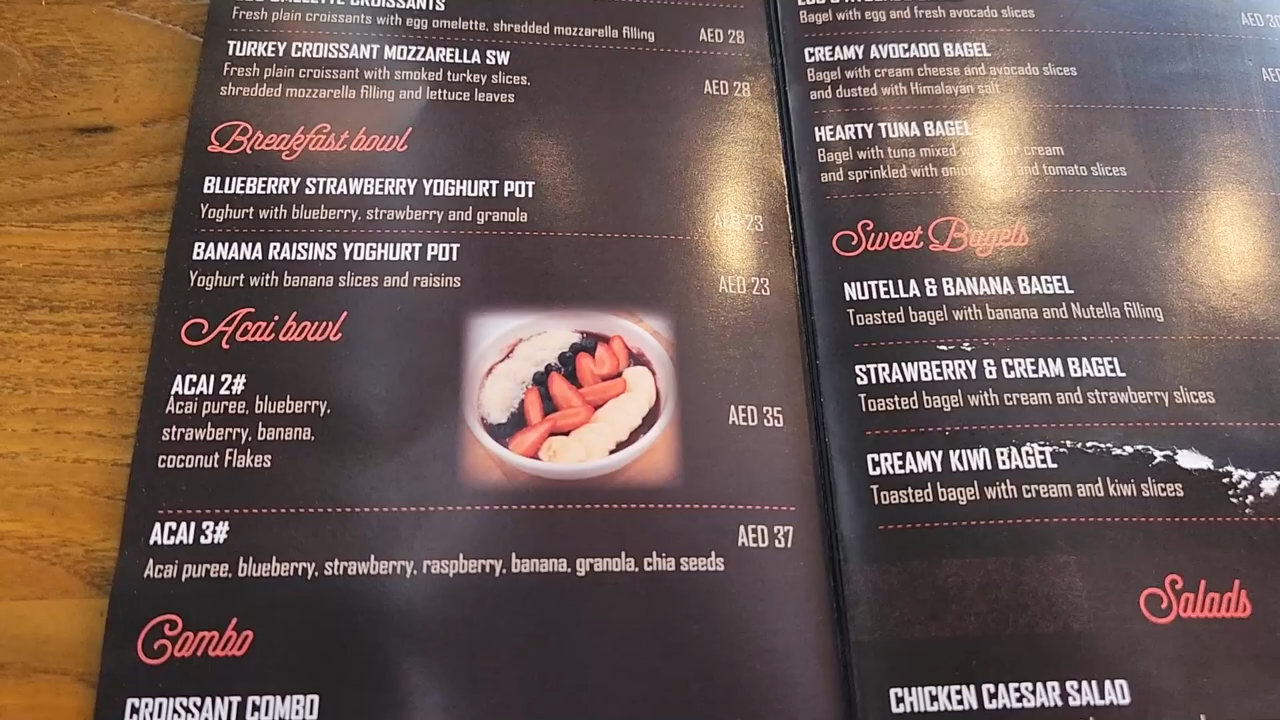 OMELETTE CROISSANTS
Fresh plain croissants with egg omelette, shredded mozzarella filling
AED 28
TURKEY CROISSANT MOZZARELLA SW
Fresh plain croissant with smoked turkey slices,
shredded mozzarella filling and lettuce leaves
AED 28
Breakfast bowl
BLUEBERRY STRAWBERRY YOGHURT POT
Yoghurt with blueberry, strawberry and granola
AED 23
BANANA RAISINS YOGHURT POT
Yoghurt with banana slices and raisins
AED 23
Acai bowl
ACAI 2#
Acai puree, blueberry,
strawberry, banana,
coconut Flakes
AED 35
ACAI 3#
AED 37
Acai puree, blueberry, strawberry, raspberry, banana, granola, chia seeds
Combo
CROISSANT COMBO
Bagel with egg and fresh avocado slices
AED 30
CREAMY AVOCADO BAGEL
Bagel with cream cheese and avocado slices
and dusted with Himalayan salt
AED
HEARTY TUNA BAGEL
Bagel with tuna mixed cream
and sprinkled with and tomato slices
Sweet Bagels
NUTELLA & BANANA BAGEL
Toasted bagel with banana and Nutella filling
STRAWBERRY & CREAM BAGEL
Toasted bagel with cream and strawberry slices
CREAMY KIWI BAGEL
Toasted bagel with cream and kiwi slices
Salads
CHICKEN CAESAR SALAD